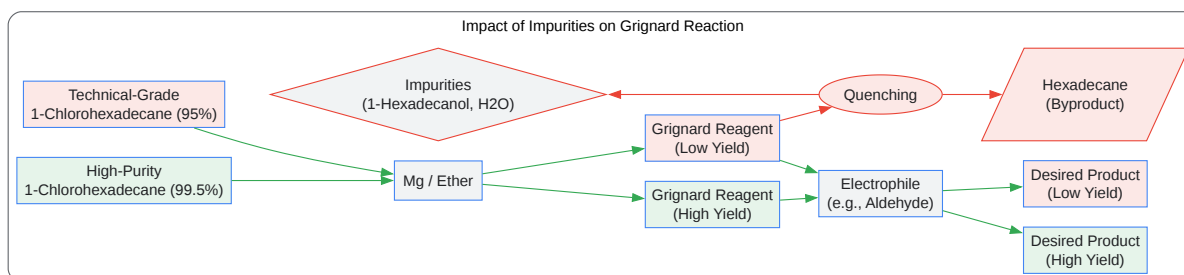 Impact of Impurities on Grignard Reaction
Technical-Grade
1-Chlorohexadecane (95%)
High-Purity
1-Chlorohexadecane (99.5%)
Impurities
(1-Hexadecanol, H2O)
Mg / Ether
Grignard Reagent
(Low Yield)
Grignard Reagent
(High Yield)
Quenching
Electrophile
(e.g., Aldehyde)
Hexadecane
(Byproduct)
Desired Product
(Low Yield)
Desired Product
(High Yield)